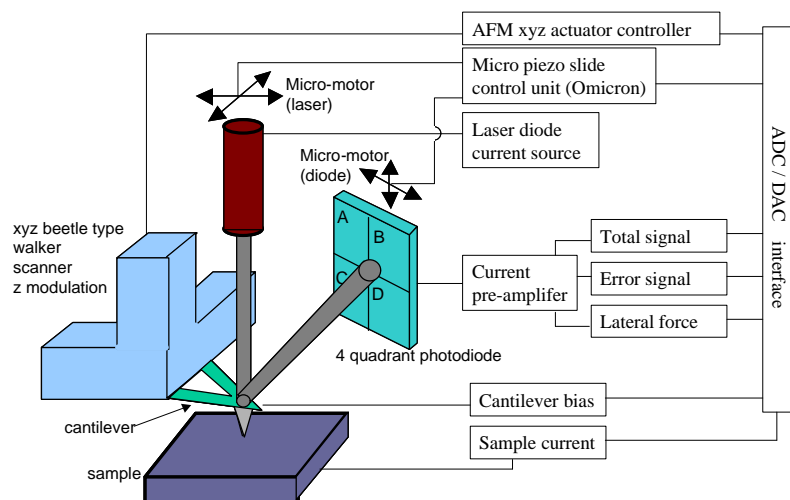 AFM xyz actuator controller
Micro piezo slide
control unit (Omicron)
Micro-motor
(laser)
Laser diode
current source
Micro-motor
(diode)
ADC / DAC interface
xyz beetle type
walker
scanner
z modulation
A
B
C
D
Current
pre-amplifer
Total signal
Error signal
Lateral force
4 quadrant photodiode
Cantilever bias
cantilever
Sample current
sample